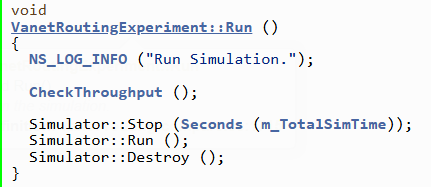 void
VanetRoutingExperiment::Run ()
{
NS_LOG_INFO ("Run Simulation.");
CheckThroughput ();
Simulator::Stop (Seconds (m_TotalSimTime));
Simulator::Run ();
Simulator::Destroy ();
}